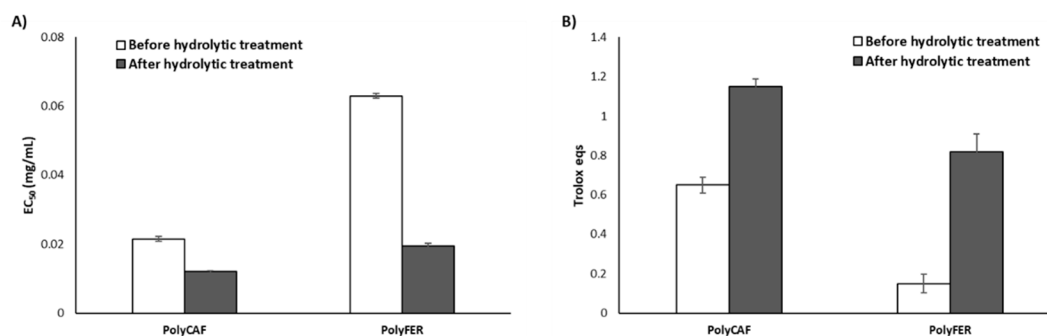 A)
Before hydrolytic treatment
After hydrolytic treatment
EC₅₀ (mg/mL)
0.08
0.06
0.04
0.02
0
PolyCAF
PolyFER
B)
Before hydrolytic treatment
After hydrolytic treatment
Trolox eqs
1.4
1.2
1
0.8
0.6
0.4
0.2
0
PolyCAF
PolyFER